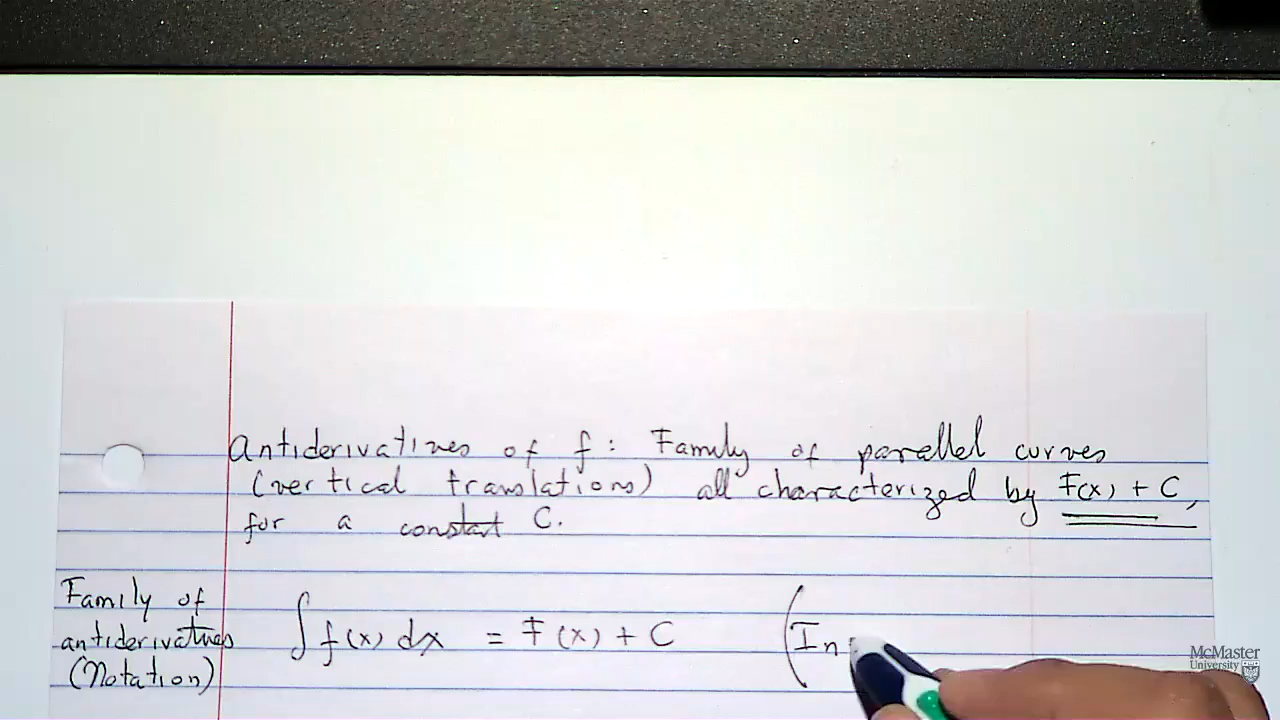 Antiderivatives of f: Family of parallel curves
(vertical translations) all characterized by F(x) + C,
for a constant C.
Family of
antiderivatives
(Notation)
∫ f(x) dx = F(x) + C
(In
McMaster
University